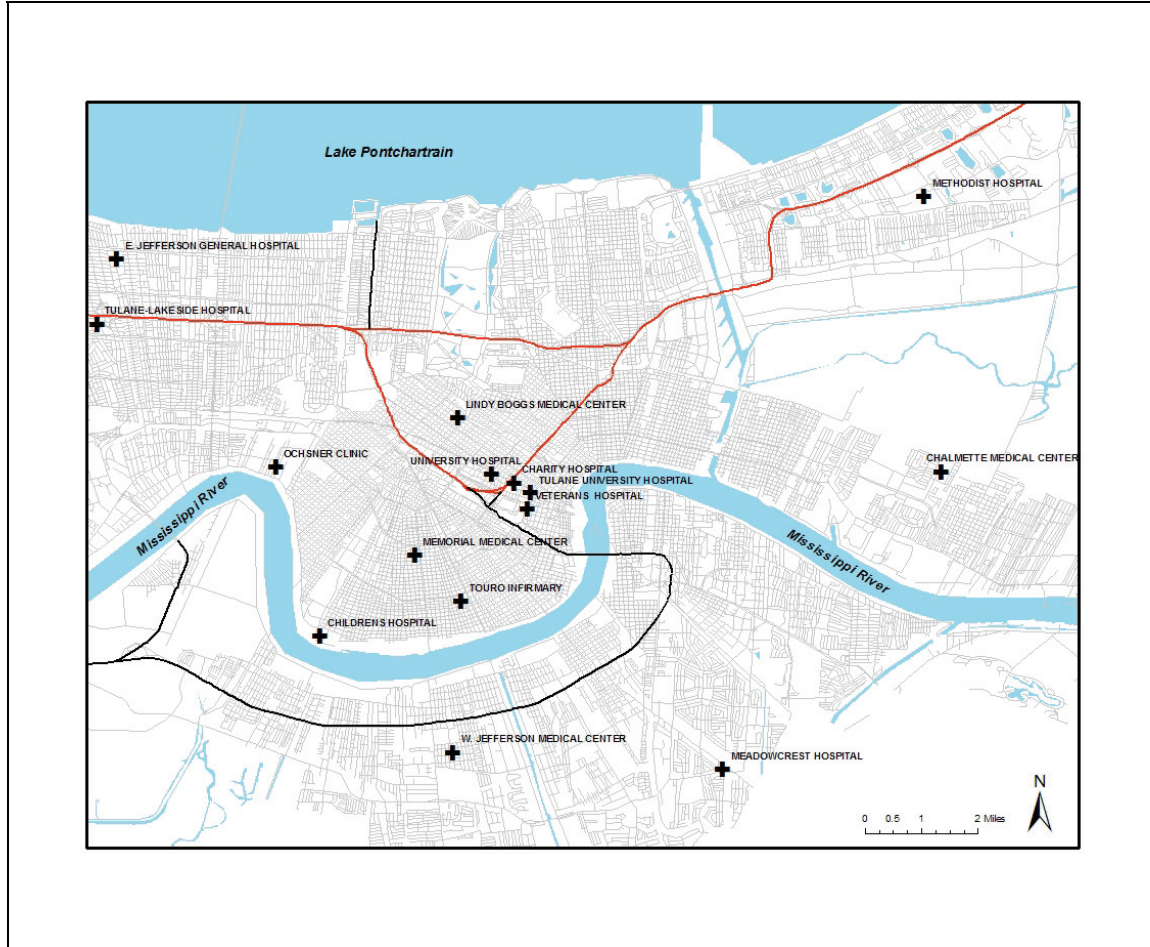 Lake Pontchartrain
METHODIST HOSPITAL
E. JEFFERSON GENERAL HOSPITAL
TULANE-LAKESIDE HOSPITAL
LINDY BOGGS MEDICAL CENTER
OCHSNER CLINIC
UNIVERSITY HOSPITAL
CHARITY HOSPITAL
CHALMETTE MEDICAL CENTER
TULANE UNIVERSITY HOSPITAL
VETERANS HOSPITAL
Mississippi River
MEMORIAL MEDICAL CENTER
Mississippi River
TOURO INFIRMARY
CHILDRENS HOSPITAL
W. JEFFERSON MEDICAL CENTER
MEADOWCREST HOSPITAL
N
0 0.5 1 2 Miles